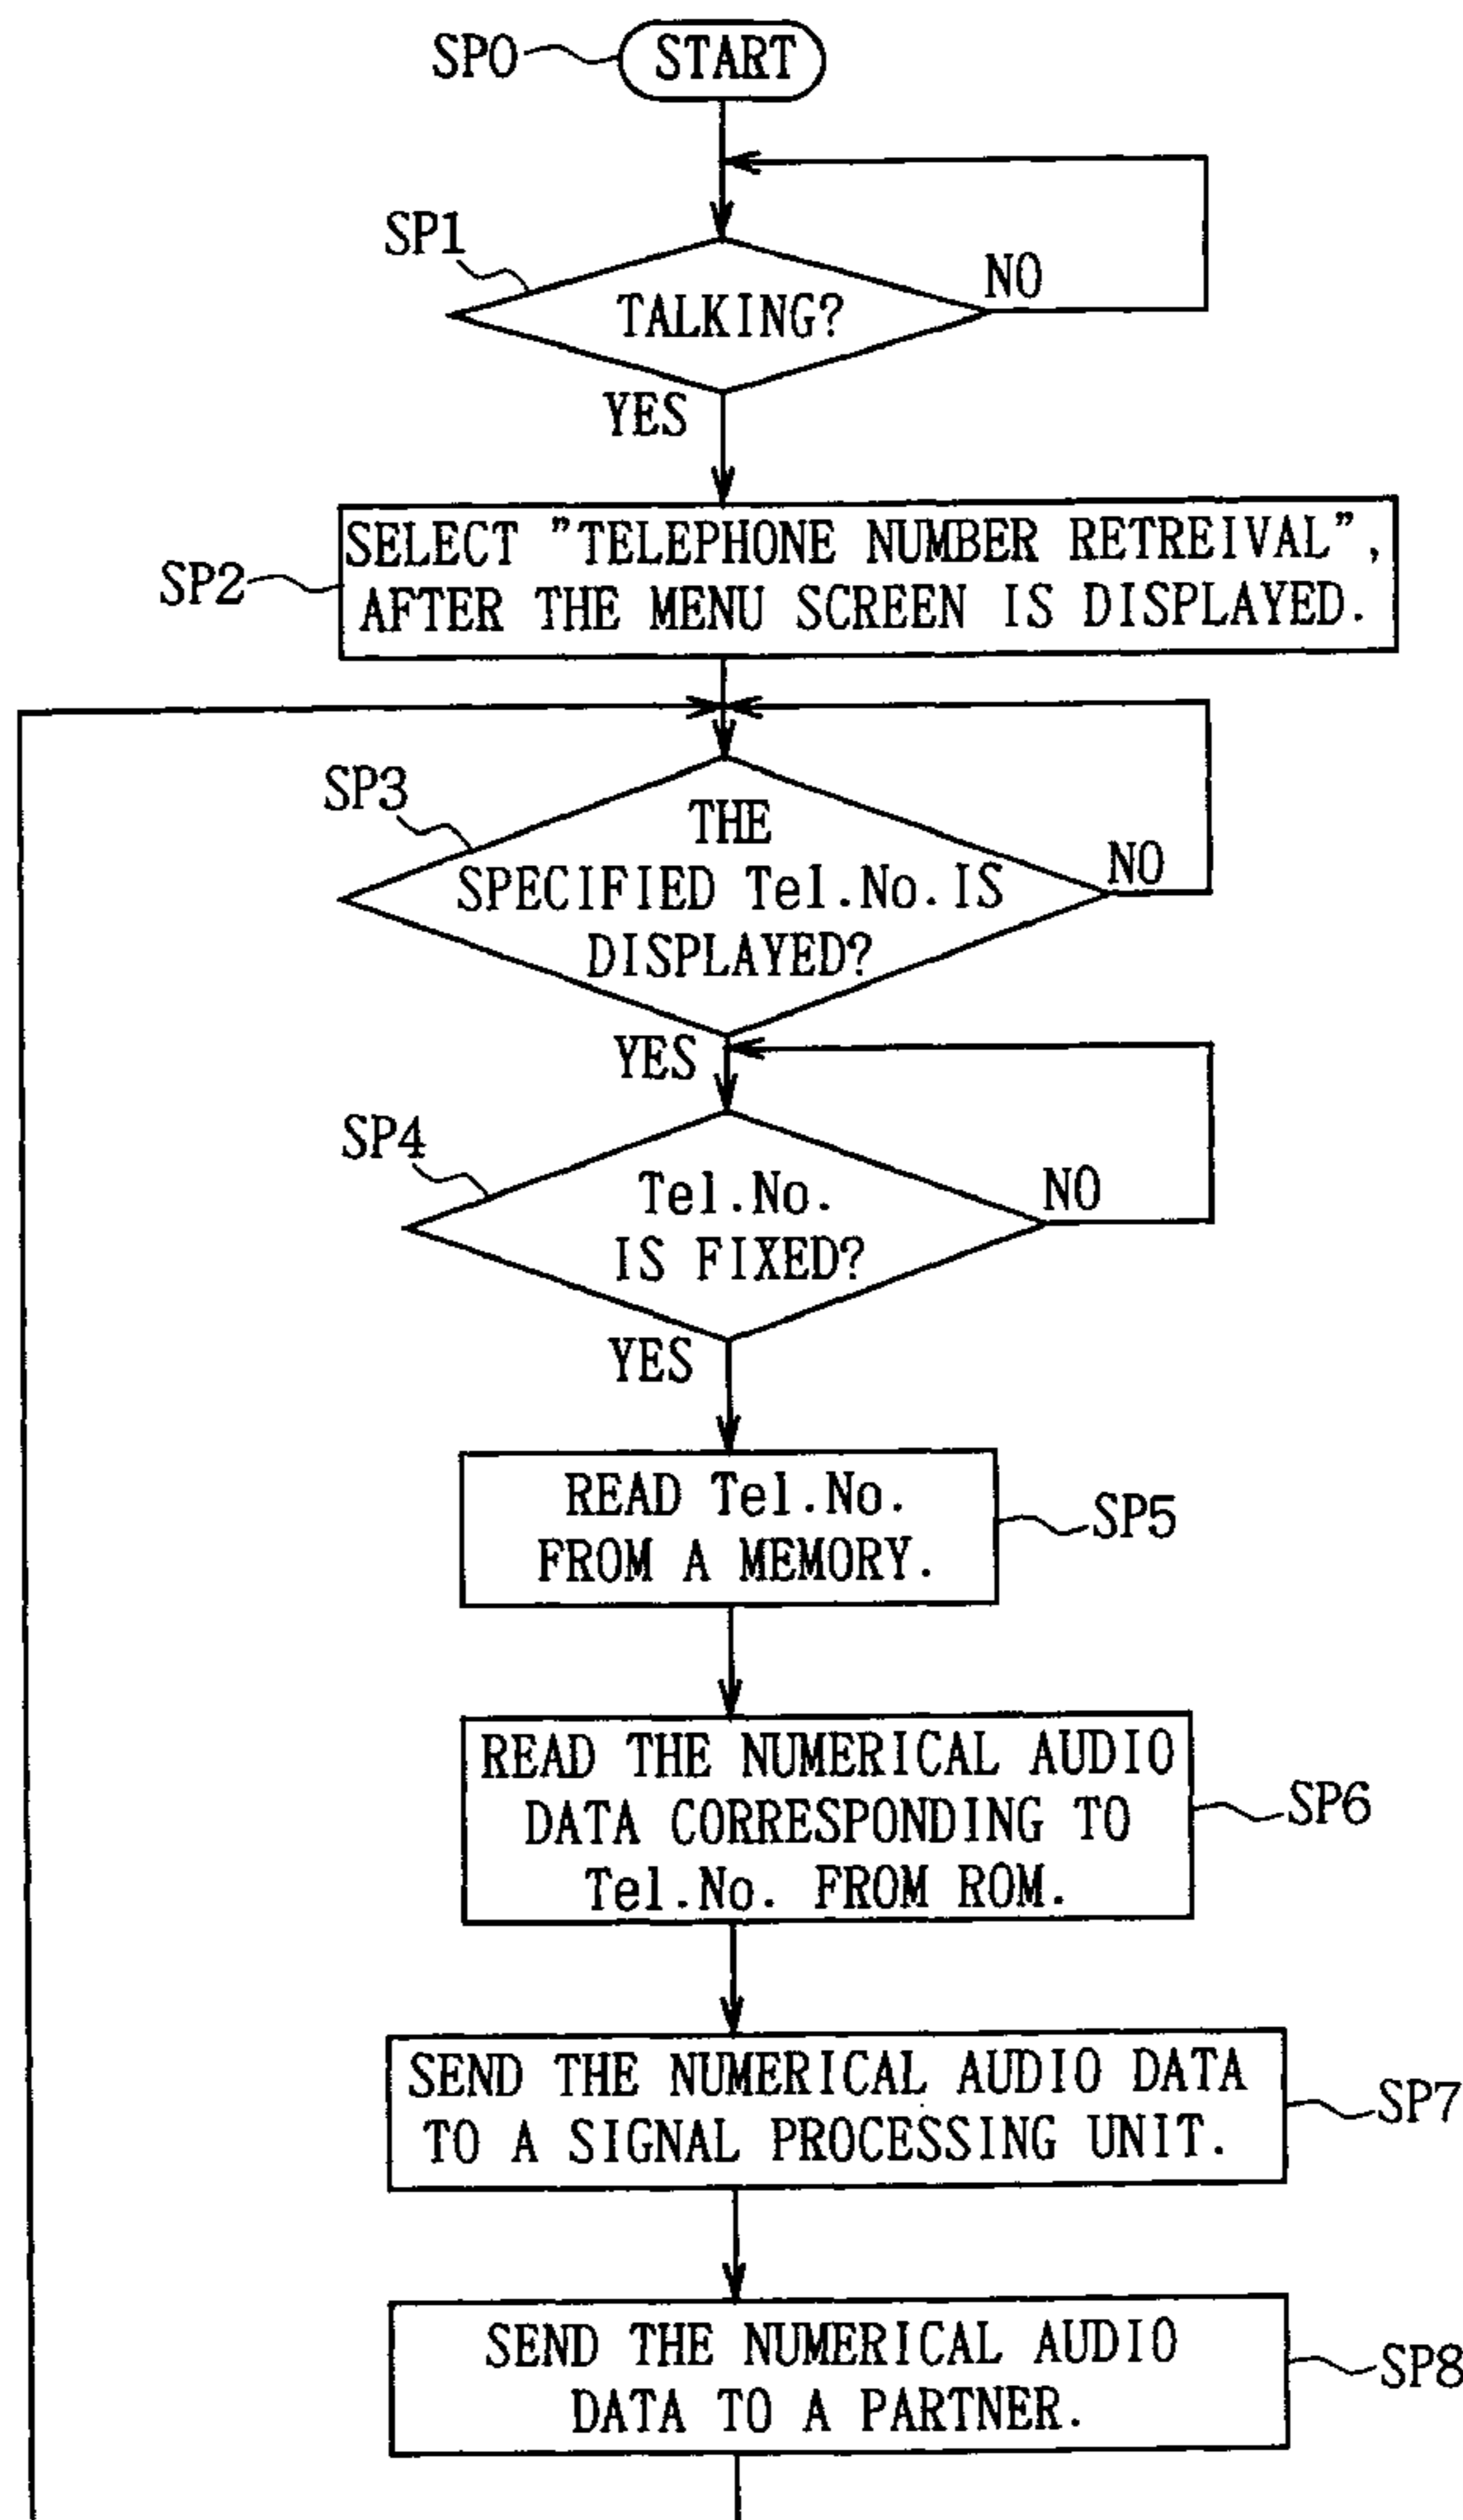 SP0
START
SP1
TALKING?
NO
YES
SP2
SELECT "TELEPHONE NUMBER RETREIVAL",
AFTER THE MENU SCREEN IS DISPLAYED.
SP3
THE
SPECIFIED Tel.No. IS
DISPLAYED?
NO
YES
SP4
Tel.No.
IS FIXED?
NO
YES
READ Tel.No.
FROM A MEMORY.
SP5
READ THE NUMERICAL AUDIO
DATA CORRESPONDING TO
Tel.No. FROM ROM.
SP6
SEND THE NUMERICAL AUDIO DATA
TO A SIGNAL PROCESSING UNIT.
SP7
SEND THE NUMERICAL AUDIO
DATA TO A PARTNER.
SP8